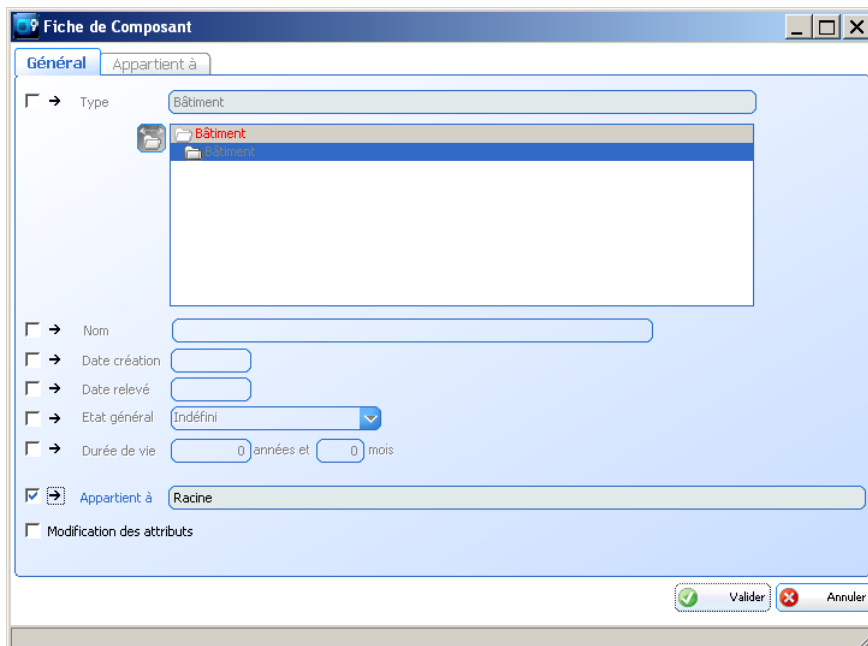 Fiche de Composant
Général Appartient à
Type Bâtiment
Bâtiment
Bâtiment
Nom
Date création
Date relevé
Etat général Indéfini
Durée de vie 0 années et 0 mois
Appartient à Racine
Modification des attributs
Valider Annuler